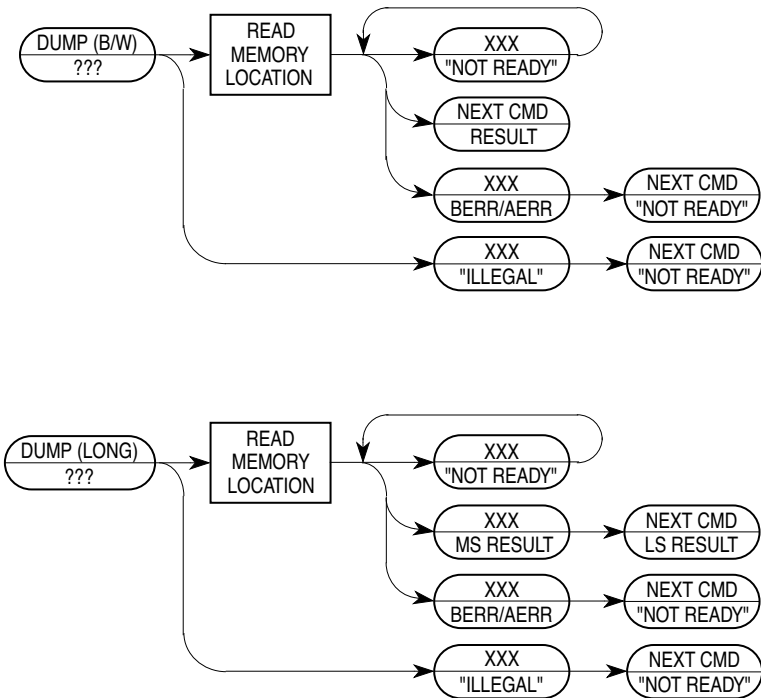 DUMP (B/W)
???
READ
MEMORY
LOCATION
XXX
"NOT READY"
NEXT CMD
RESULT
XXX
BERR/AERR
NEXT CMD
"NOT READY"
XXX
"ILLEGAL"
NEXT CMD
"NOT READY"
DUMP (LONG)
???
READ
MEMORY
LOCATION
XXX
"NOT READY"
XXX
MS RESULT
NEXT CMD
LS RESULT
XXX
BERR/AERR
NEXT CMD
"NOT READY"
XXX
"ILLEGAL"
NEXT CMD
"NOT READY"